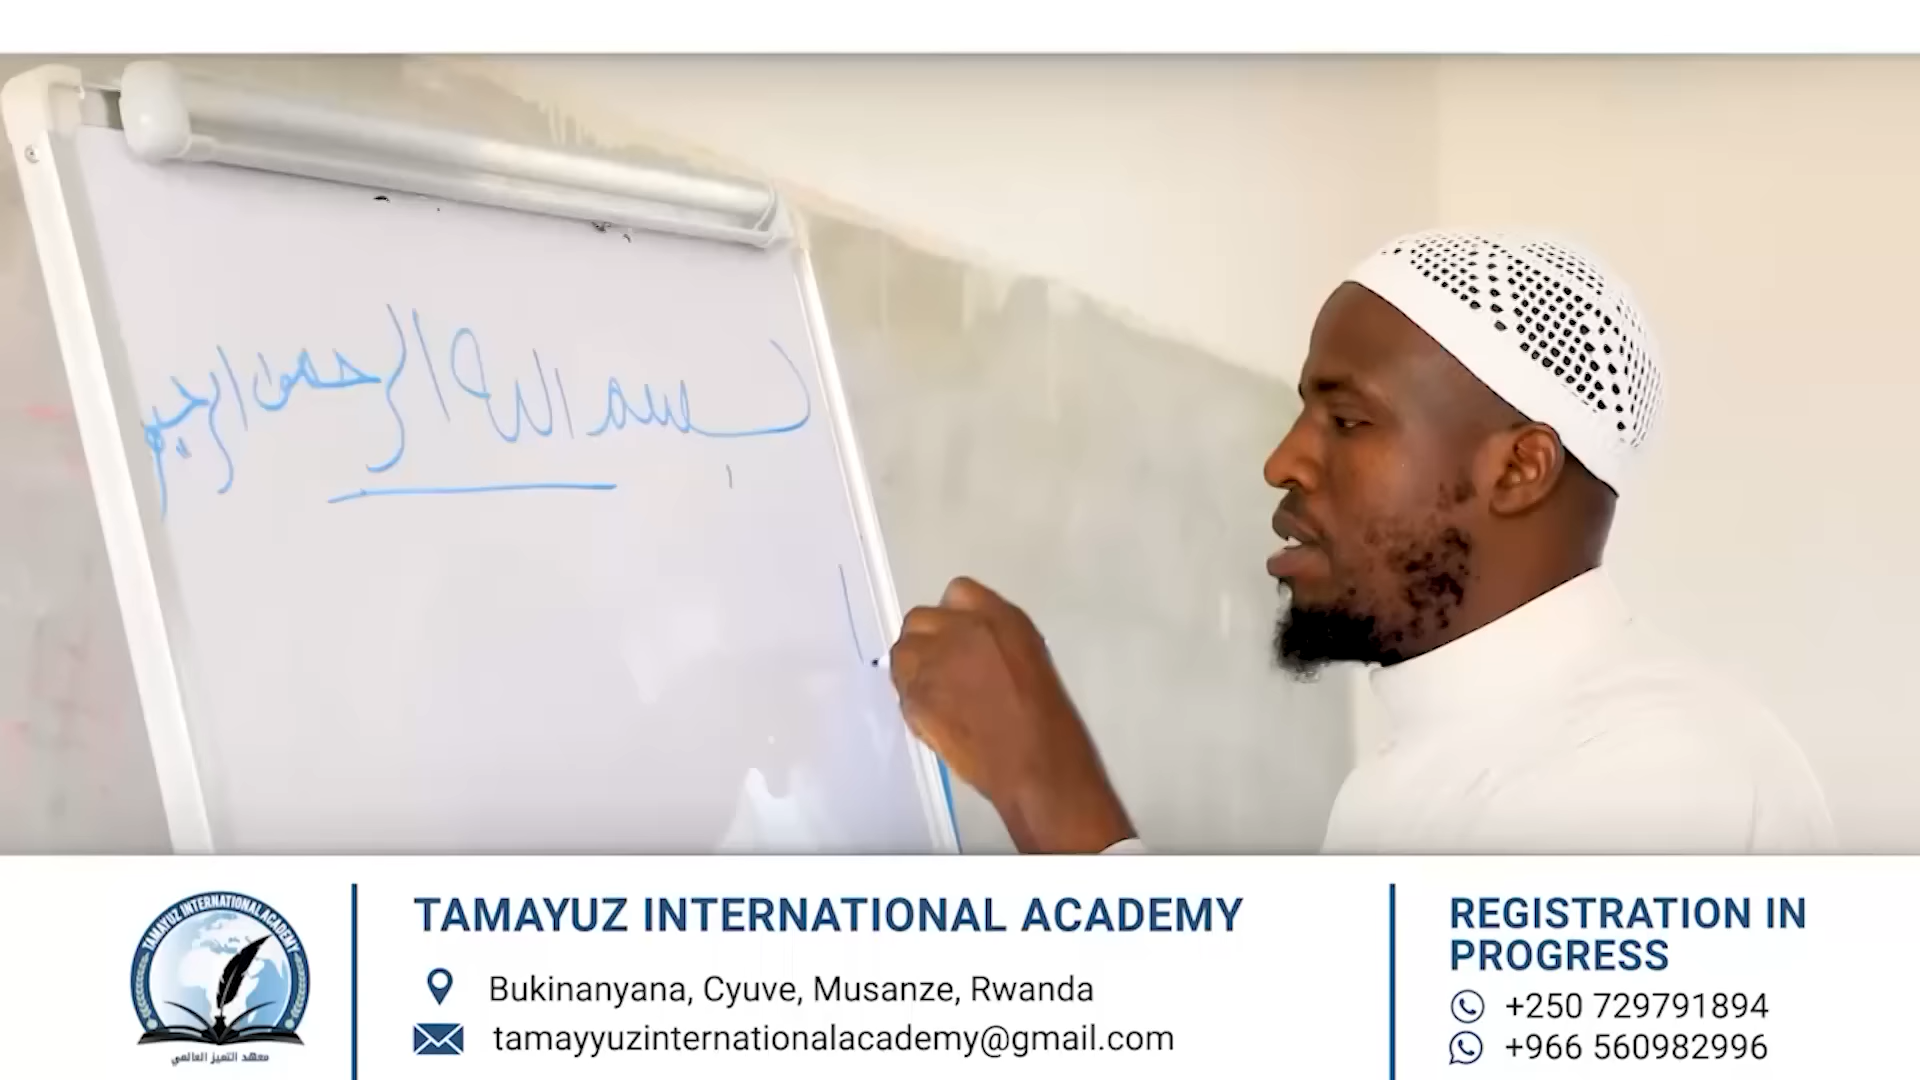 بسم الله الرحمن الرحيم
TAMAYUZ INTERNATIONAL ACADEMY
معهد التميز العالمي
TAMAYUZ INTERNATIONAL ACADEMY
Bukinanyana, Cyuve, Musanze, Rwanda
tamayyuzinternationalacademy@gmail.com
REGISTRATION IN
PROGRESS
+250 729791894
+966 560982996